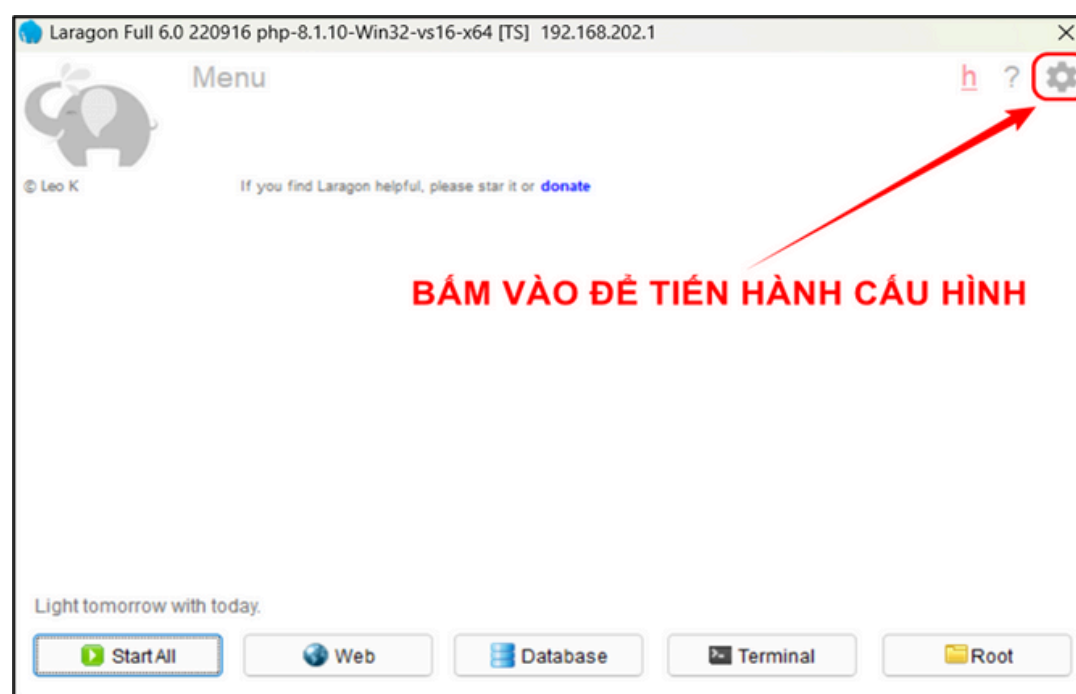 Laragon Full 6.0 220916 php-8.1.10-Win32-vs16-x64 [TS] 192.168.202.1
Menu
h ?
© Leo K
If you find Laragon helpful, please star it or donate
BẤM VÀO ĐỂ TIẾN HÀNH CẤU HÌNH
Light tomorrow with today.
Start All
Web
Database
Terminal
Root